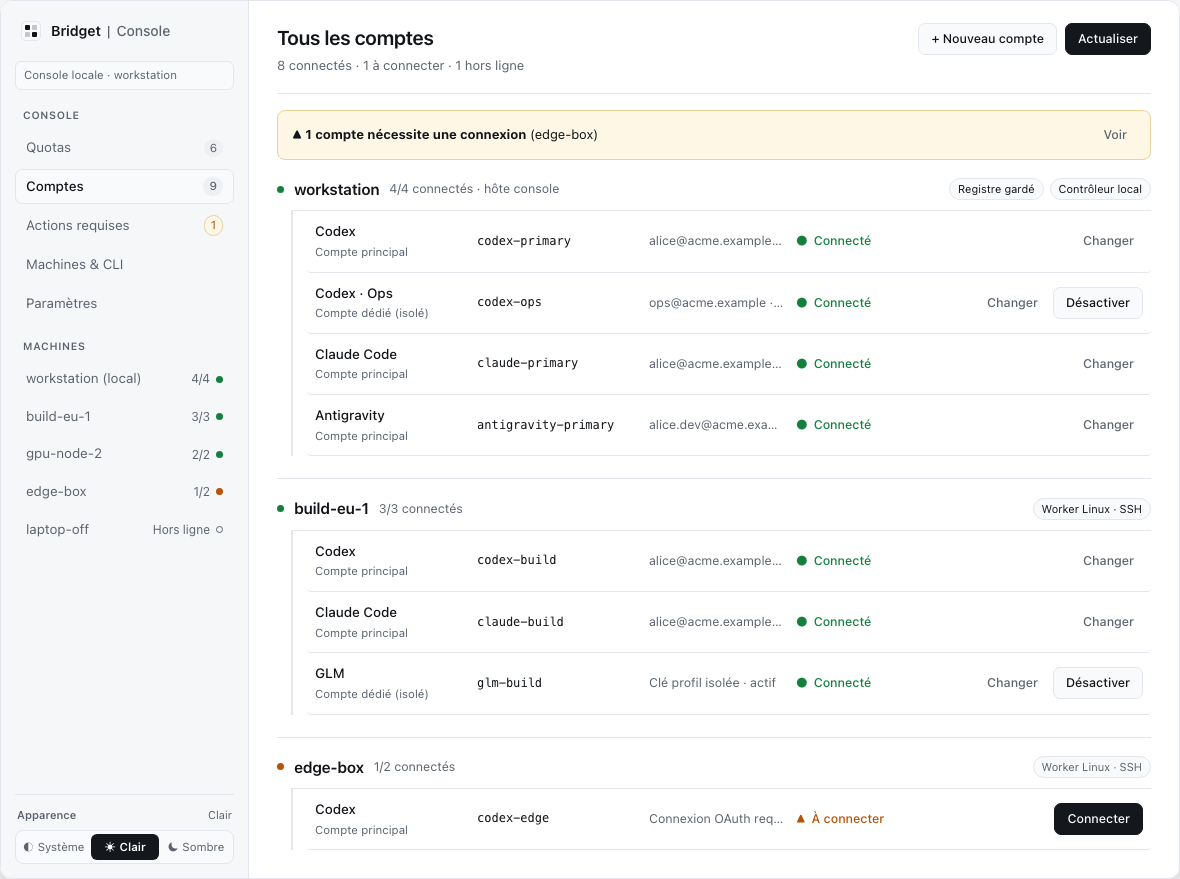 Bridget | Console
Console locale · workstation
CONSOLE
Quotas 6
Comptes 9
Actions requises 1
Machines & CLI
Paramètres
MACHINES
workstation (local) 4/4
build-eu-1 3/3
gpu-node-2 2/2
edge-box 1/2
laptop-off Hors ligne
Apparence Clair
Système Clair Sombre
Tous les comptes
8 connectés · 1 à connecter · 1 hors ligne
+ Nouveau compte Actualiser
▲ 1 compte nécessite une connexion (edge-box) Voir
workstation 4/4 connectés · hôte console Registre gardé Contrôleur local
Codex codex-primary alice@acme.example... Connecté Changer
Compte principal
Codex · Ops codex-ops ops@acme.example ·... Connecté Changer Désactiver
Compte dédié (isolé)
Claude Code claude-primary alice@acme.example... Connecté Changer
Compte principal
Antigravity antigravity-primary alice.dev@acme.exa... Connecté Changer
Compte principal
build-eu-1 3/3 connectés Worker Linux · SSH
Codex codex-build alice@acme.example... Connecté Changer
Compte principal
Claude Code claude-build alice@acme.example... Connecté Changer
Compte principal
GLM glm-build Clé profil isolée · actif Connecté Changer Désactiver
Compte dédié (isolé)
edge-box 1/2 connectés Worker Linux · SSH
Codex codex-edge Connexion OAuth req... ▲ À connecter Connecter
Compte principal